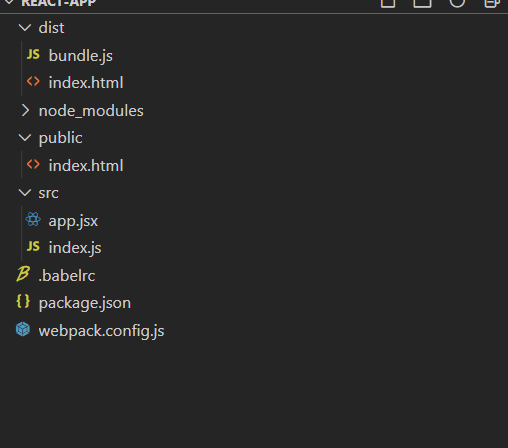 REACT-APP
dist
JS bundle.js
<> index.html
node_modules
public
<> index.html
src
app.jsx
JS index.js
.babelrc
{ } package.json
webpack.config.js